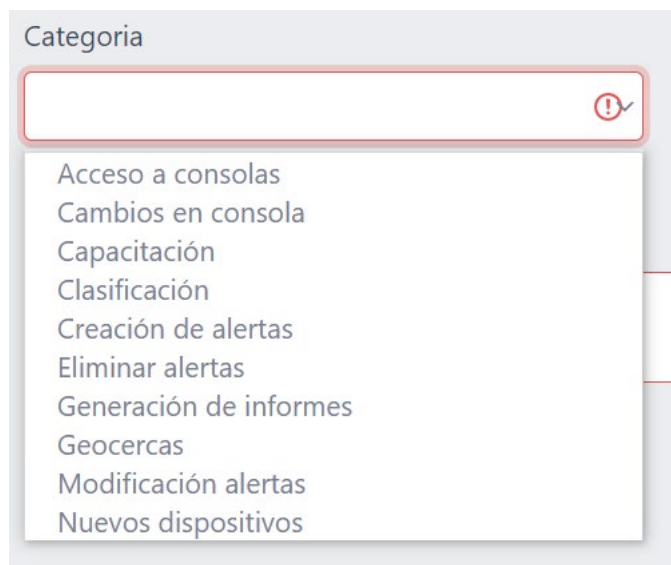 Categoria
Acceso a consolas
Cambios en consola
Capacitación
Clasificación
Creación de alertas
Eliminar alertas
Generación de informes
Geocercas
Modificación alertas
Nuevos dispositivos